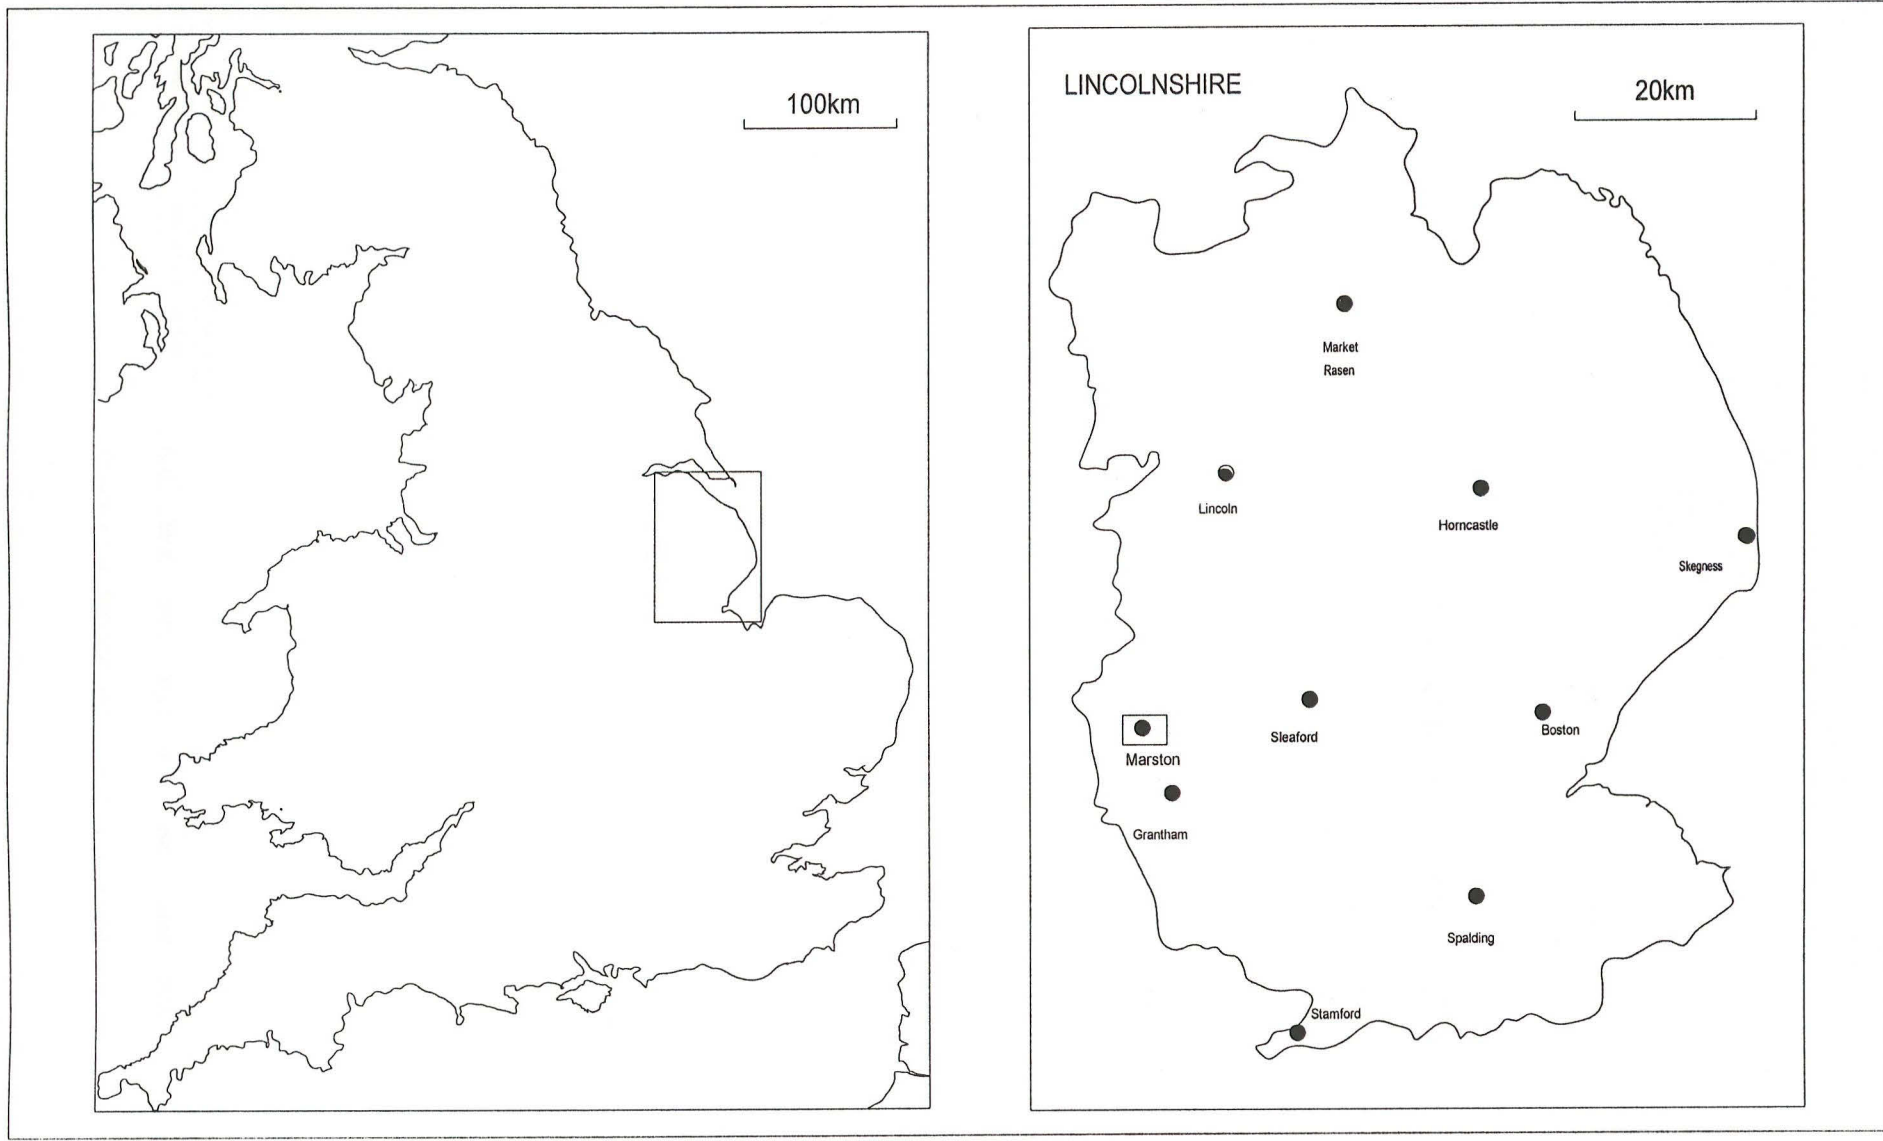 100km
LINCOLNSHIRE
20km
Market
Rasen
Lincoln
Horncastle
Skegness
Sleaford
Boston
Marston
Grantham
Spalding
Stamford